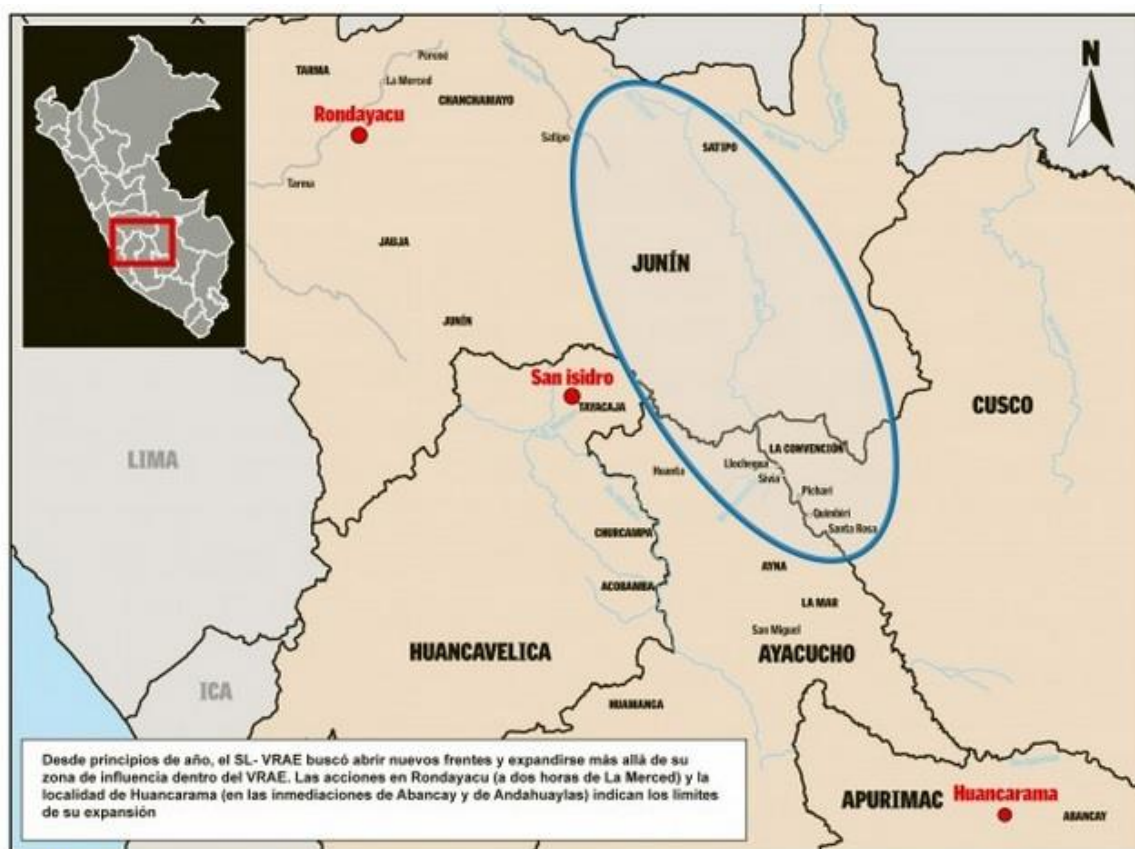 N
TARMA
Perené
La Merced
CHANCHAMAYO
Rondayacu
Satipo
SATIPO
Tarma
JAUJA
JUNÍN
JUNÍN
San isidro
TAYACAJA
CUSCO
LIMA
LA CONVENCIÓN
Huanta
Llochegua
Sivia
Pichari
Quimbiri
Santa Rosa
CHURCAMPA
AYNA
ACOBAMBA
LA MAR
San Miguel
HUANCAVELICA
AYACUCHO
ICA
HUAMANGA
Desde principios de año, el SL- VRAE buscó abrir nuevos frentes y expandirse más allá de su
zona de influencia dentro del VRAE. Las acciones en Rondayacu (a dos horas de La Merced) y la
localidad de Huancarama (en las inmediaciones de Abancay y de Andahuaylas) indican los límites
de su expansión
APURIMAC
Huancarama
ABANCAY